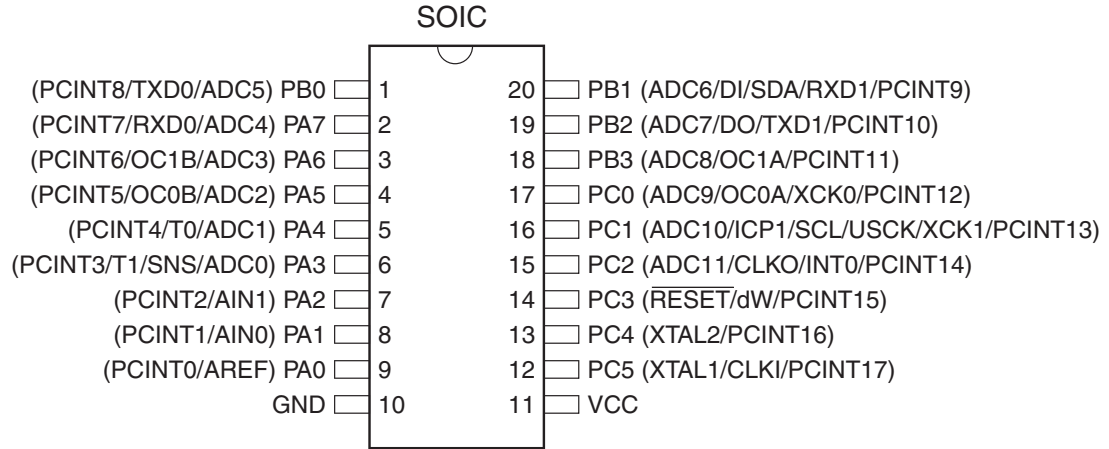 SOIC
(PCINT8/TXD0/ADC5) PB0 1 20 PB1 (ADC6/DI/SDA/RXD1/PCINT9)
(PCINT7/RXD0/ADC4) PA7 2 19 PB2 (ADC7/DO/TXD1/PCINT10)
(PCINT6/OC1B/ADC3) PA6 3 18 PB3 (ADC8/OC1A/PCINT11)
(PCINT5/OC0B/ADC2) PA5 4 17 PC0 (ADC9/OC0A/XCK0/PCINT12)
(PCINT4/T0/ADC1) PA4 5 16 PC1 (ADC10/ICP1/SCL/USCK/XCK1/PCINT13)
(PCINT3/T1/SNS/ADC0) PA3 6 15 PC2 (ADC11/CLKO/INT0/PCINT14)
(PCINT2/AIN1) PA2 7 14 PC3 (RESET/dW/PCINT15)
(PCINT1/AIN0) PA1 8 13 PC4 (XTAL2/PCINT16)
(PCINT0/AREF) PA0 9 12 PC5 (XTAL1/CLKI/PCINT17)
GND 10 11 VCC